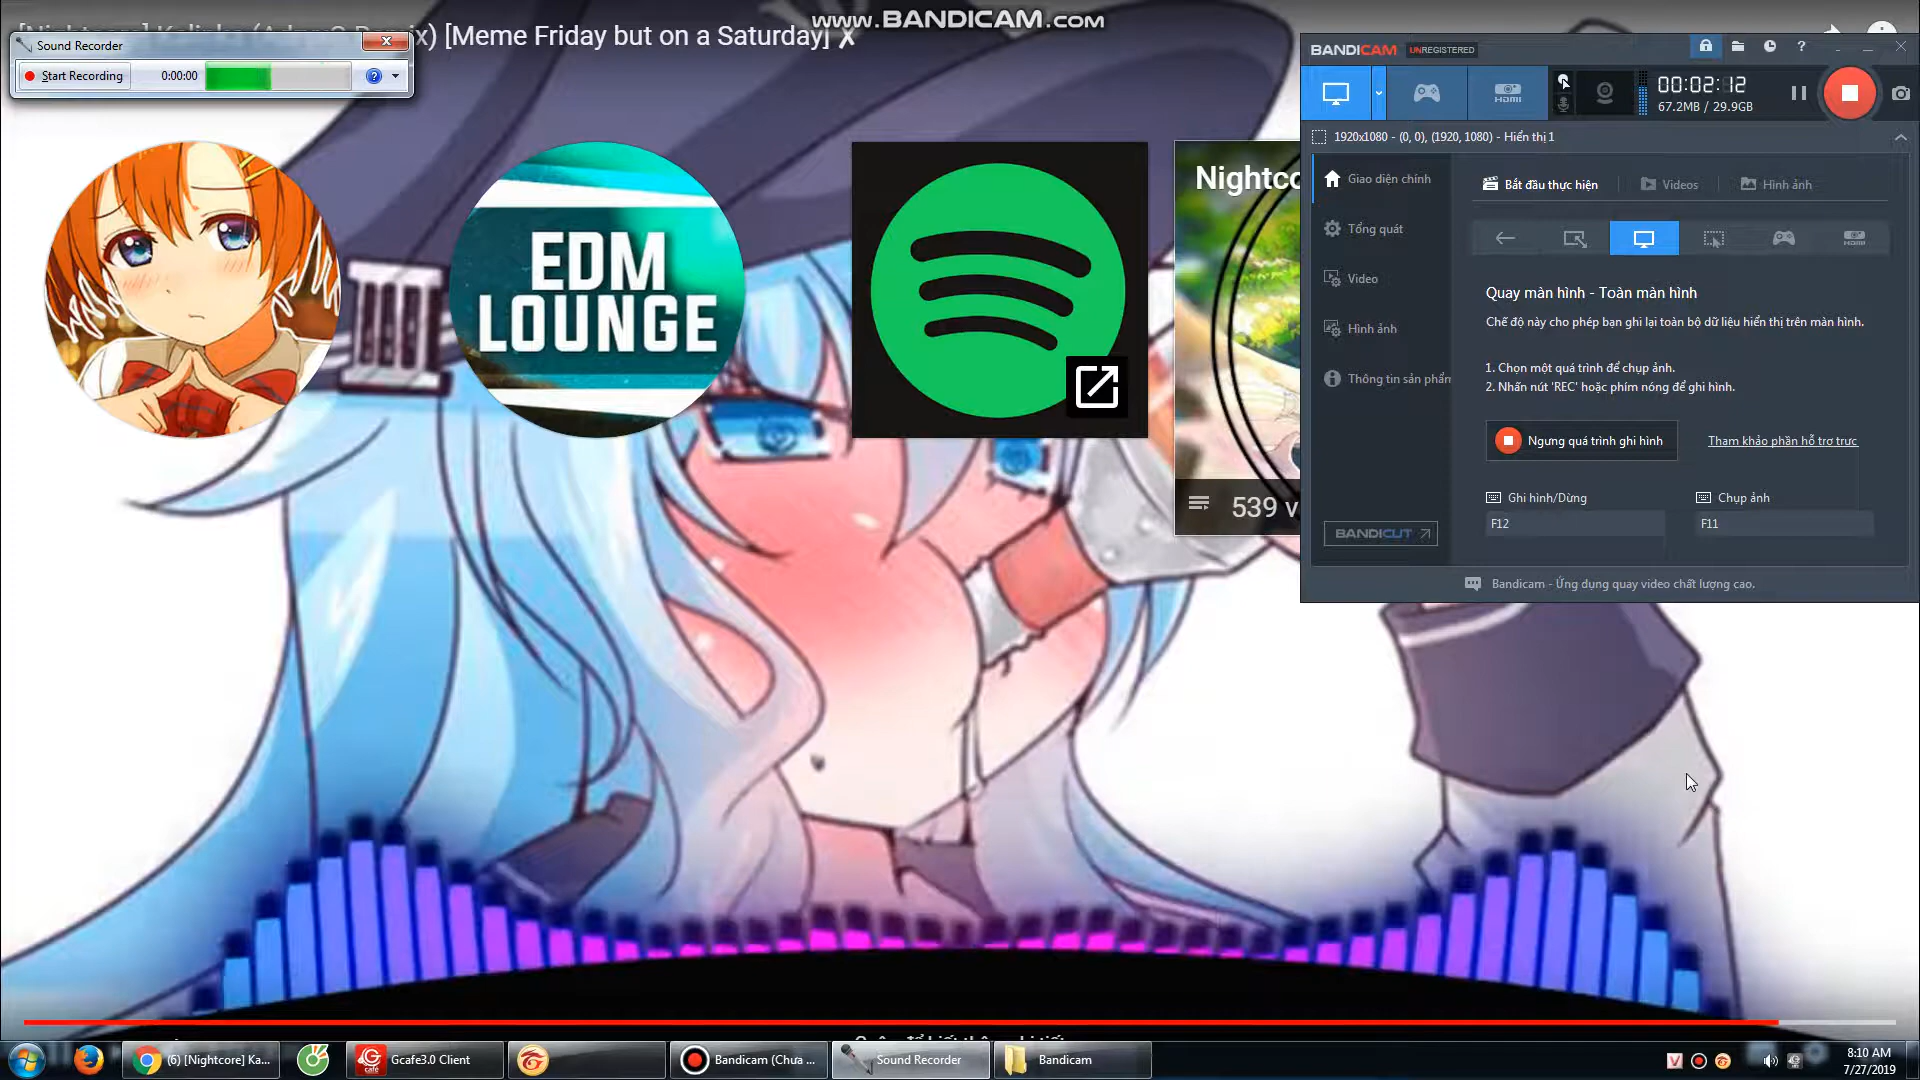 www.BANDICAM.com
x) [Meme Friday but on a Saturday] X
Sound Recorder
Start Recording
0:00:00
EDM
LOUNGE
Nightco
539 v
BANDICAM UNREGISTERED
HDMI
00:02:12
67.2MB / 29.9GB
1920x1080 - (0, 0), (1920, 1080) - Hiển thị 1
Giao diện chính
Tổng quát
Video
Hình ảnh
Thông tin sản phẩm
BANDICUT
Bắt đầu thực hiện
Videos
Hình ảnh
HDMI
Quay màn hình - Toàn màn hình
Chế độ này cho phép bạn ghi lại toàn bộ dữ liệu hiển thị trên màn hình.
1. Chọn một quá trình để chụp ảnh.
2. Nhấn nút 'REC' hoặc phím nóng để ghi hình.
Ngưng quá trình ghi hình
Tham khảo phần hỗ trợ trực
Ghi hình/Dừng
Chụp ảnh
F12
F11
Bandicam - Ứng dụng quay video chất lượng cao.
(6) [Nightcore] Ka...
Gcafe3.0 Client
Bandicam (Chưa ...
Sound Recorder
Bandicam
8:10 AM
7/27/2019